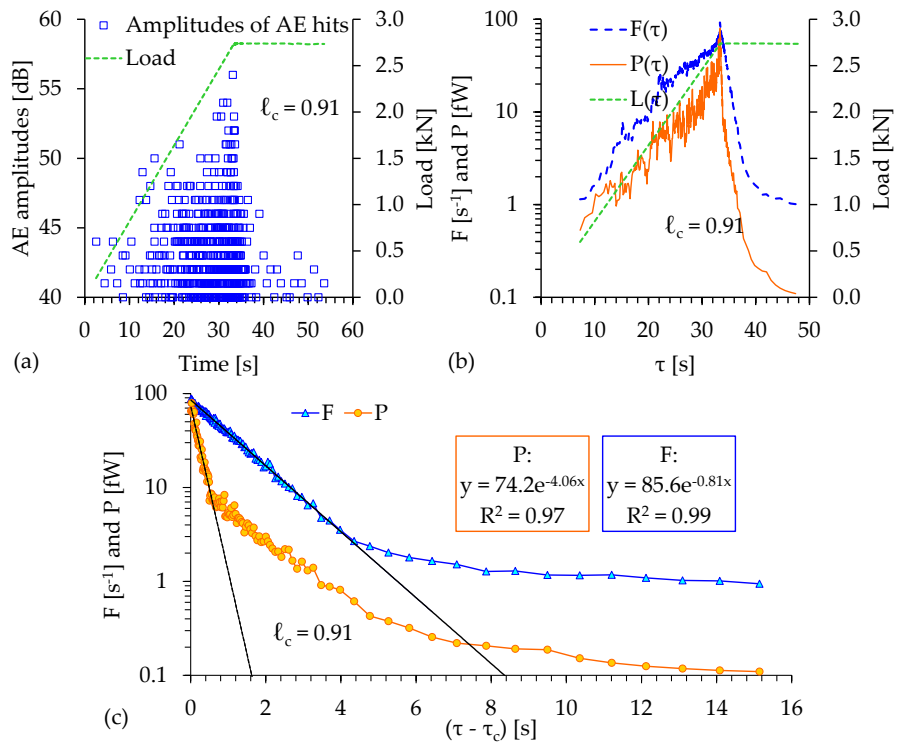 Amplitudes of AE hits
Load
ℓc = 0.91
AE amplitudes [dB]
60
55
50
45
40
Load [kN]
3.0
2.5
2.0
1.5
1.0
0.5
0.0
0 10 20 30 40 50 60
(a) Time [s]
F(τ)
P(τ)
L(τ)
ℓc = 0.91
F [s⁻¹] and P [fW]
100
10
1
0.1
Load [kN]
3.0
2.5
2.0
1.5
1.0
0.5
0.0
0 10 20 30 40 50
(b) τ [s]
F P
P:
y = 74.2e^-4.06x
R² = 0.97
F:
y = 85.6e^-0.81x
R² = 0.99
ℓc = 0.91
F [s⁻¹] and P [fW]
100
10
1
0.1
0 2 4 6 8 10 12 14 16
(c) (τ - τc) [s]